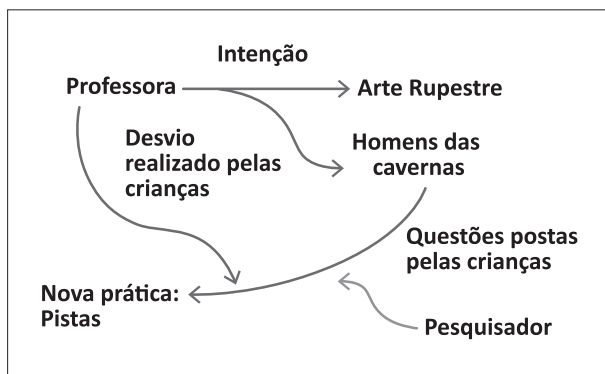 Intenção
Professora
Arte Rupestre
Desvio
realizado pelas
crianças
Homens das
cavernas
Questões postas
pelas crianças
Nova prática:
Pistas
Pesquisador